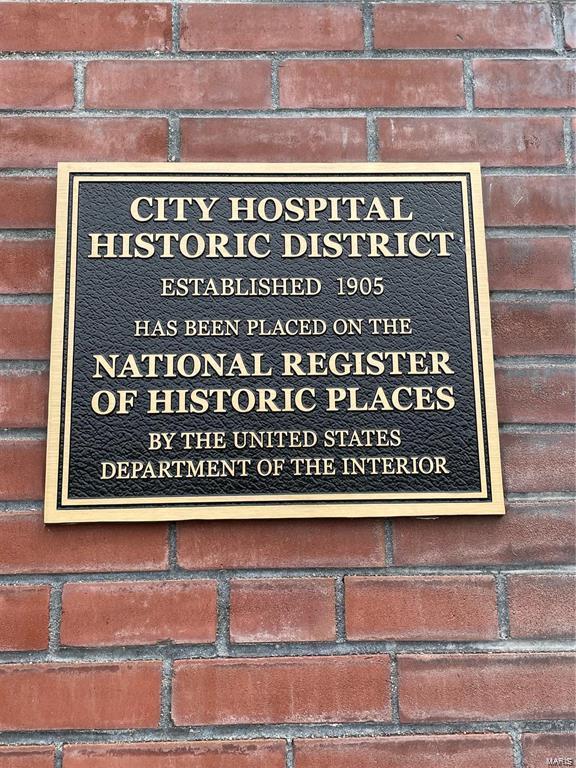 CITY HOSPITAL
HISTORIC DISTRICT
ESTABLISHED 1905
HAS BEEN PLACED ON THE
NATIONAL REGISTER
OF HISTORIC PLACES
BY THE UNITED STATES
DEPARTMENT OF THE INTERIOR
MARIS